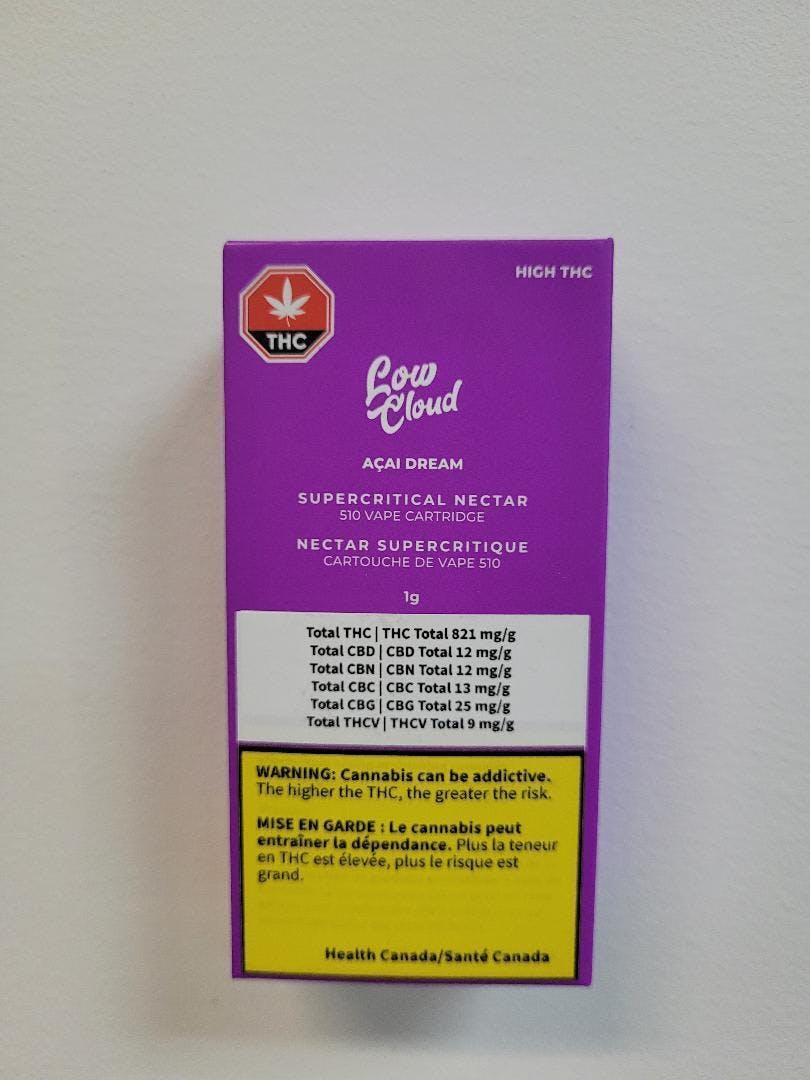 HIGH THC
THC
Low
Cloud
AÇAI DREAM
SUPERCRITICAL NECTAR
510 VAPE CARTRIDGE
NECTAR SUPERCRITIQUE
CARTOUCHE DE VAPE 510
1g
Total THC | THC Total 821 mg/g
Total CBD | CBD Total 12 mg/g
Total CBN | CBN Total 12 mg/g
Total CBC | CBC Total 13 mg/g
Total CBG | CBG Total 25 mg/g
Total THCV | THCV Total 9 mg/g
WARNING: Cannabis can be addictive.
The higher the THC, the greater the risk.
MISE EN GARDE : Le cannabis peut
entraîner la dépendance. Plus la teneur
en THC est élevée, plus le risque est
grand.
Health Canada/Santé Canada